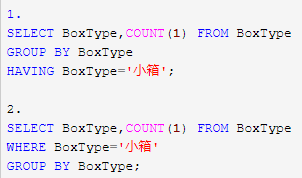 1.
SELECT BoxType,COUNT(1) FROM BoxType
GROUP BY BoxType
HAVING BoxType='小箱';
2.
SELECT BoxType,COUNT(1) FROM BoxType
WHERE BoxType='小箱'
GROUP BY BoxType;